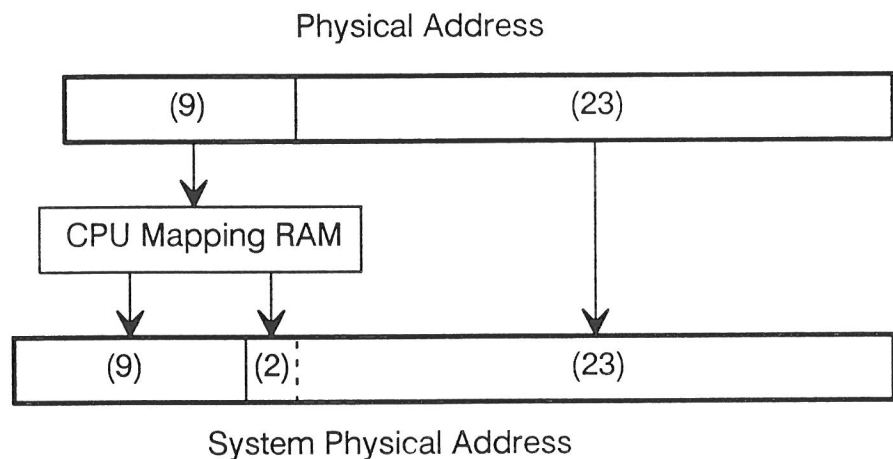 Physical Address
(9) (23)
CPU Mapping RAM
(9) (2) (23)
System Physical Address